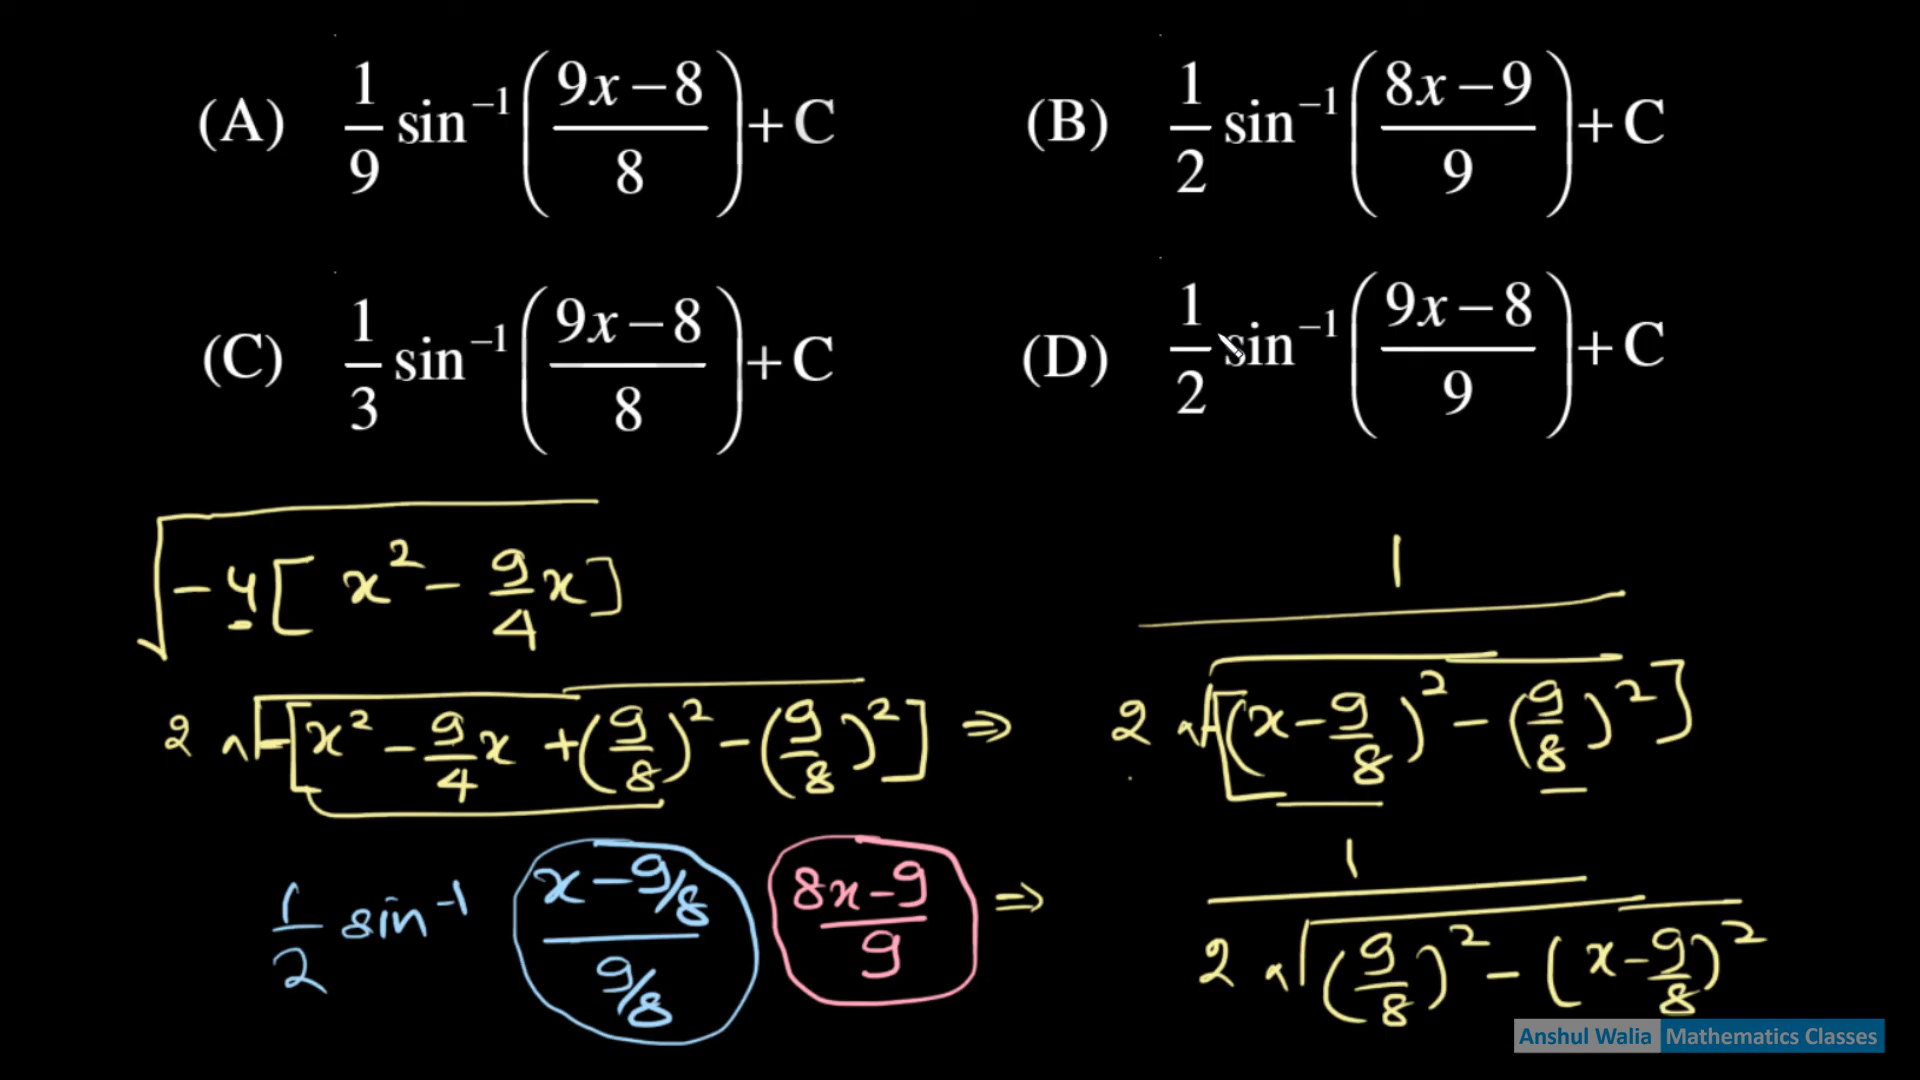 (A) 1/9 sin⁻¹((9x−8)/8)+C (B) 1/2 sin⁻¹((8x−9)/9)+C
(C) 1/3 sin⁻¹((9x−8)/8)+C (D) 1/2 sin⁻¹((9x−8)/9)+C
√(−4[x² − 9/4 x])
2√(−[x² − 9/4 x + (9/8)² − (9/8)²]) ⇒ 1/(2√([(x − 9/8)² − (9/8)²]))
1/2 sin⁻¹ (x − 9/8)/(9/8) (8x−9)/9 ⇒ 1/(2√((9/8)² − (x − 9/8)²))
Anshul Walia Mathematics Classes